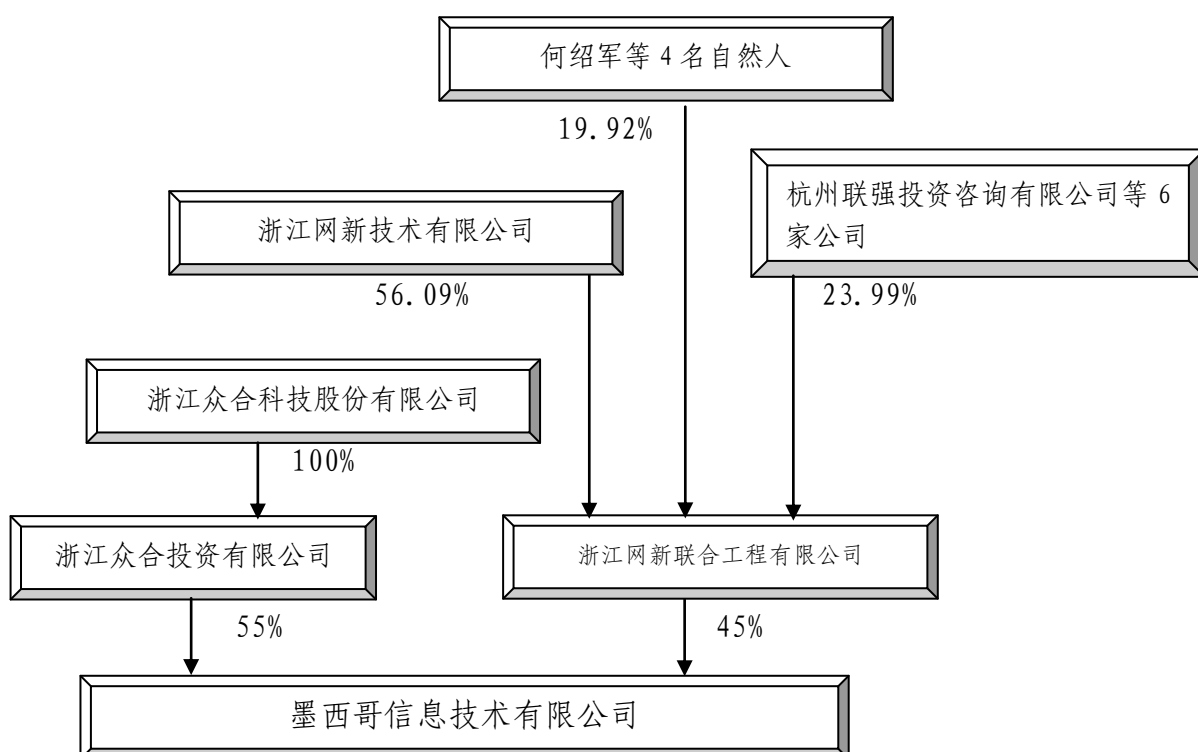 何绍军等 4 名自然人
19.92%
杭州联强投资咨询有限公司等 6
家公司
浙江网新技术有限公司
56.09%
23.99%
浙江众合科技股份有限公司
100%
浙江众合投资有限公司
浙江网新联合工程有限公司
55%
45%
墨西哥信息技术有限公司